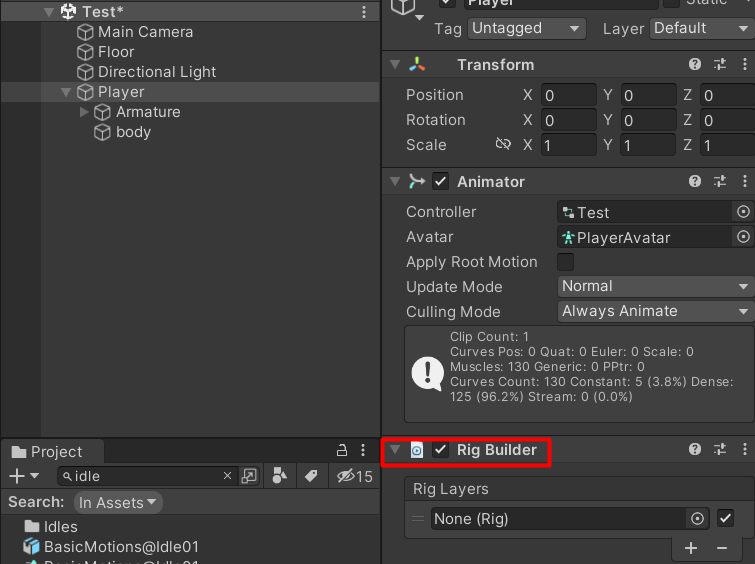 Test*
Main Camera
Floor
Directional Light
Player
Armature
body
Project
idle
15
Search: In Assets
Idles
BasicMotions@Idle01
BasicMotions@Idle01
Player
Static
Tag Untagged Layer Default
Transform
Position X 0 Y 0 Z 0
Rotation X 0 Y 0 Z 0
Scale X 1 Y 1 Z 1
Animator
Controller Test
Avatar PlayerAvatar
Apply Root Motion
Update Mode Normal
Culling Mode Always Animate
Clip Count: 1
Curves Pos: 0 Quat: 0 Euler: 0 Scale: 0
Muscles: 130 Generic: 0 PPtr: 0
Curves Count: 130 Constant: 5 (3.8%) Dense:
125 (96.2%) Stream: 0 (0.0%)
Rig Builder
Rig Layers
None (Rig)